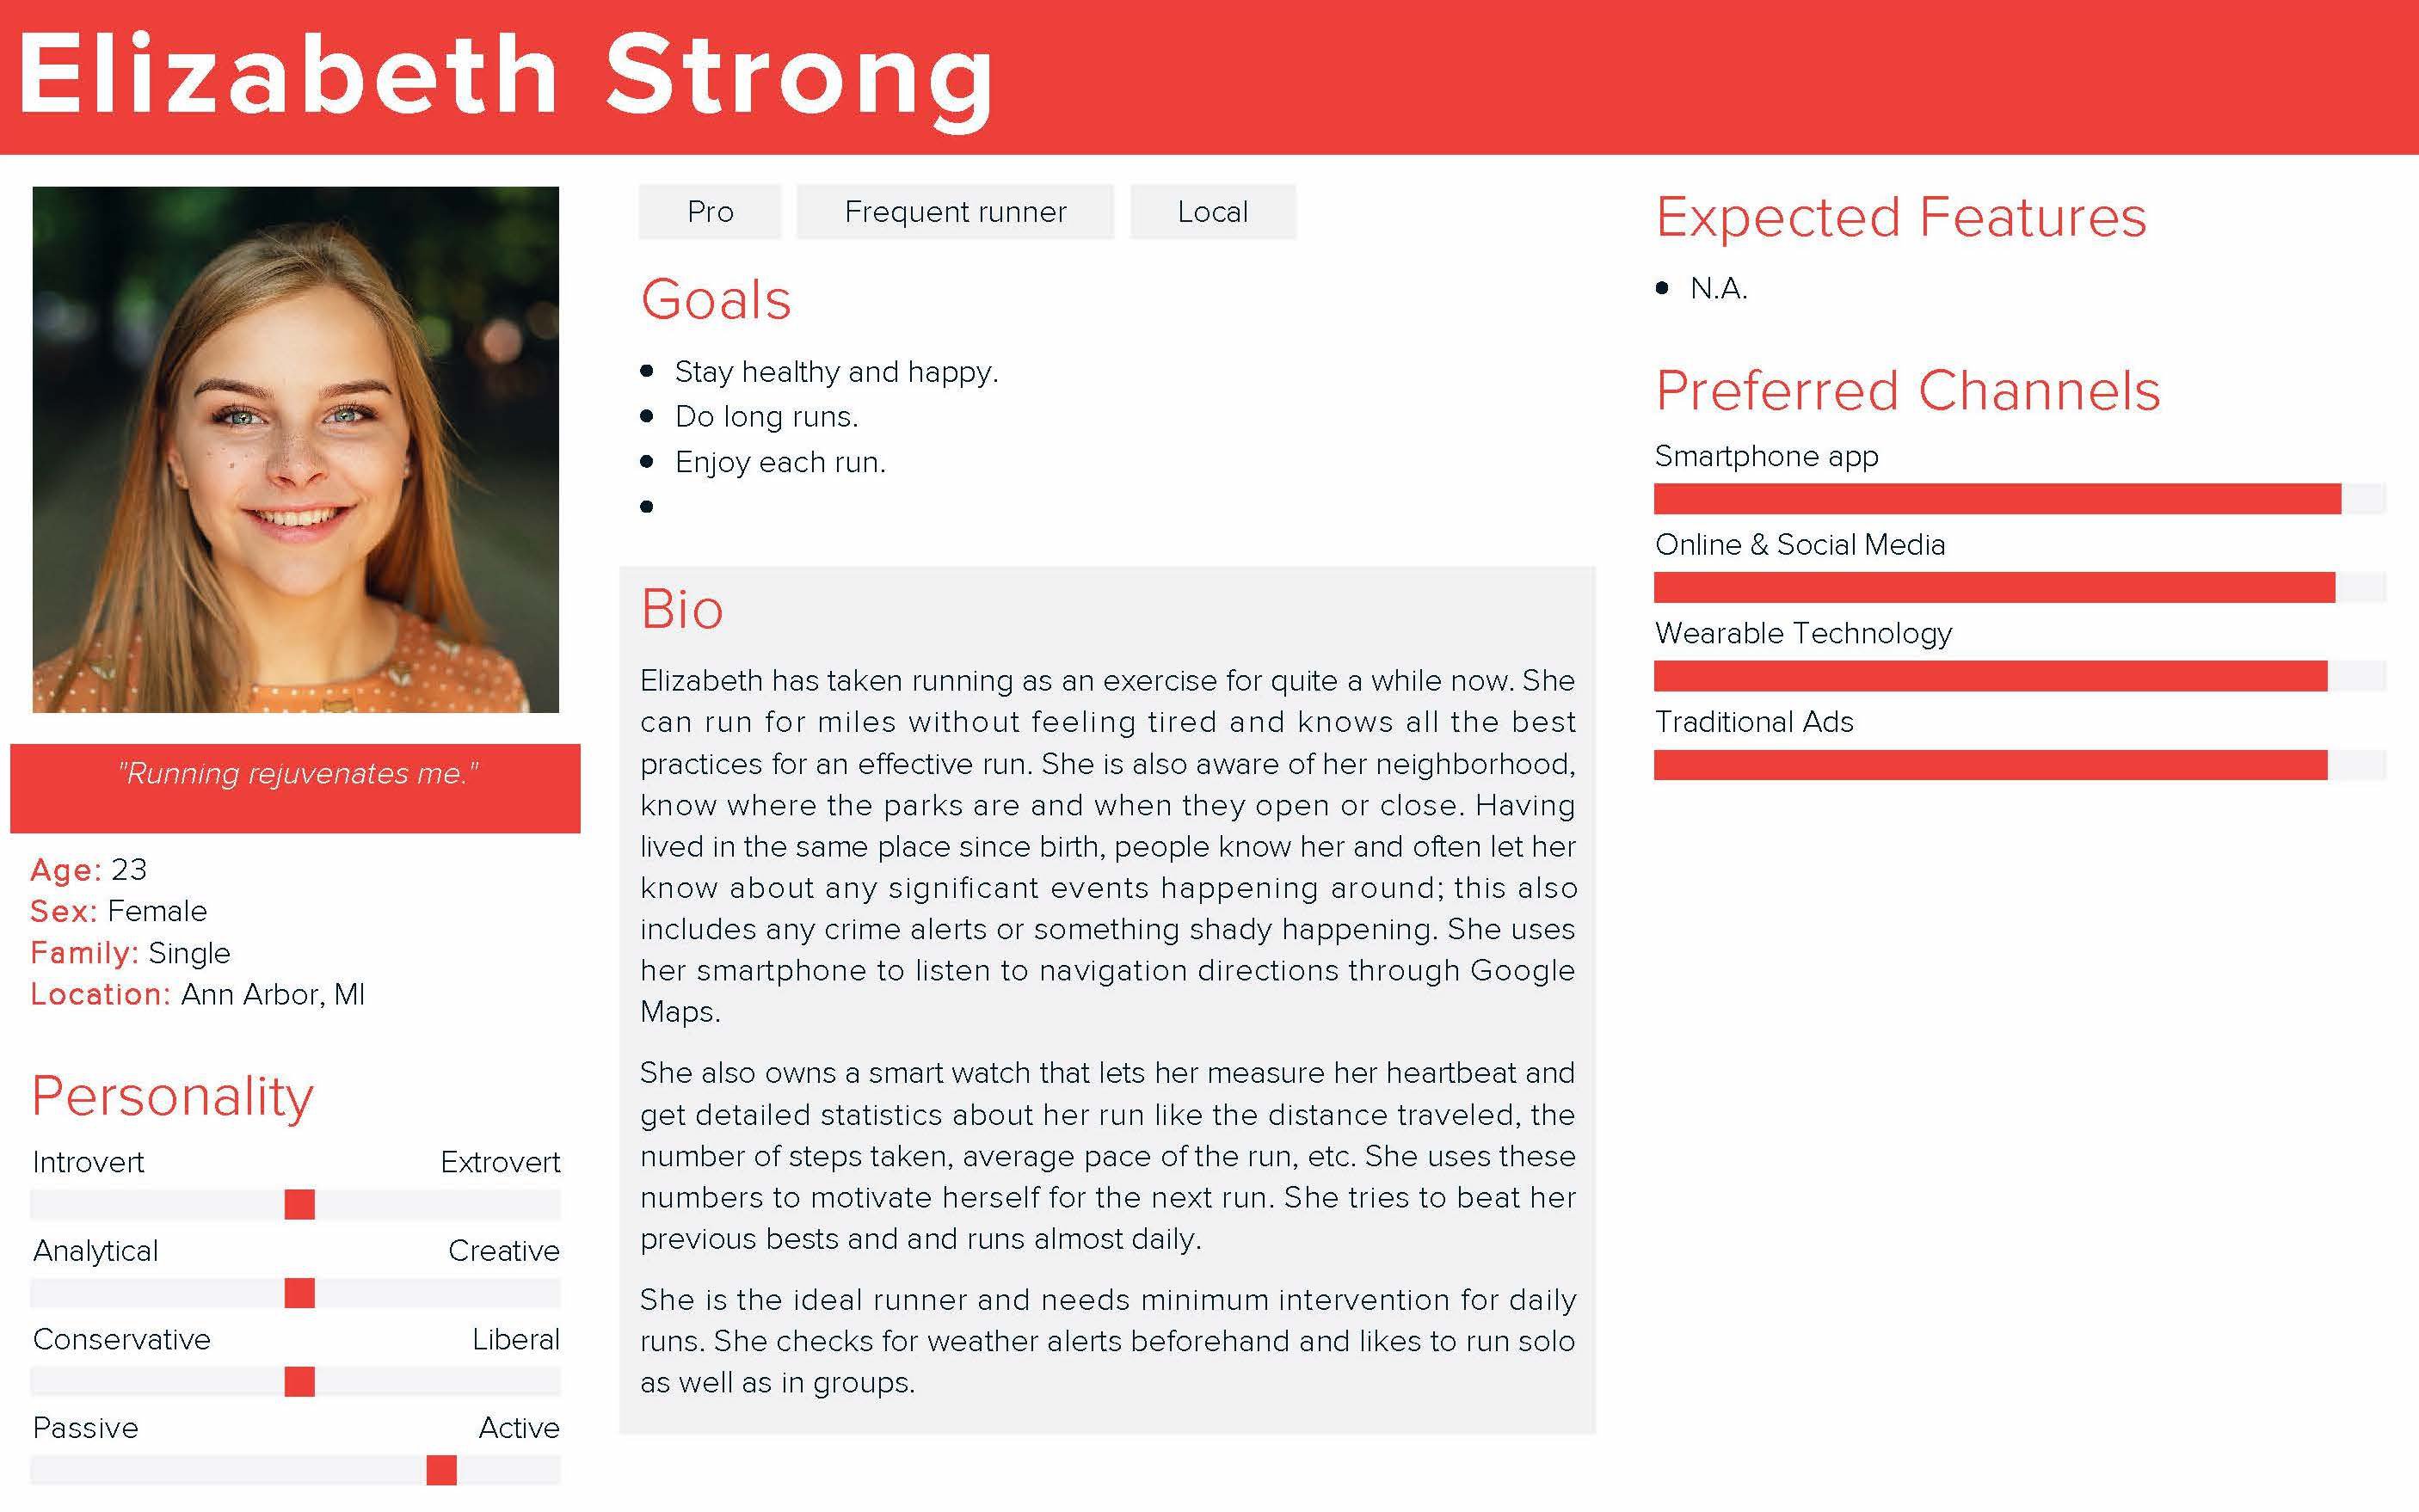 Elizabeth Strong
"Running rejuvenates me."
Age: 23
Sex: Female
Family: Single
Location: Ann Arbor, MI
Personality
Introvert Extrovert
Analytical Creative
Conservative Liberal
Passive Active
Pro Frequent runner Local
Goals
• Stay healthy and happy.
• Do long runs.
• Enjoy each run.
•
Bio
Elizabeth has taken running as an exercise for quite a while now. She
can run for miles without feeling tired and knows all the best
practices for an effective run. She is also aware of her neighborhood,
know where the parks are and when they open or close. Having
lived in the same place since birth, people know her and often let her
know about any significant events happening around; this also
includes any crime alerts or something shady happening. She uses
her smartphone to listen to navigation directions through Google
Maps.
She also owns a smart watch that lets her measure her heartbeat and
get detailed statistics about her run like the distance traveled, the
number of steps taken, average pace of the run, etc. She uses these
numbers to motivate herself for the next run. She tries to beat her
previous bests and and runs almost daily.
She is the ideal runner and needs minimum intervention for daily
runs. She checks for weather alerts beforehand and likes to run solo
as well as in groups.
Expected Features
• N.A.
Preferred Channels
Smartphone app
Online & Social Media
Wearable Technology
Traditional Ads